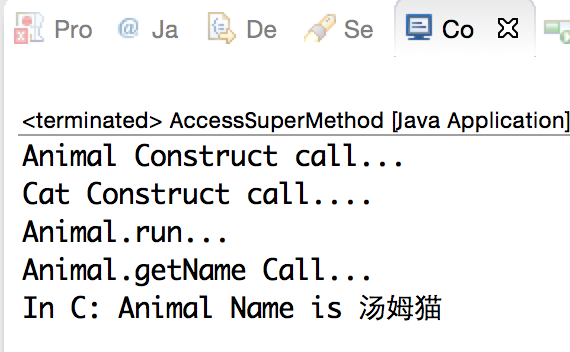 Pro @ Ja De Se Co
<terminated> AccessSuperMethod [Java Application]
Animal Construct call...
Cat Construct call....
Animal.run...
Animal.getName Call...
In C: Animal Name is 汤姆猫